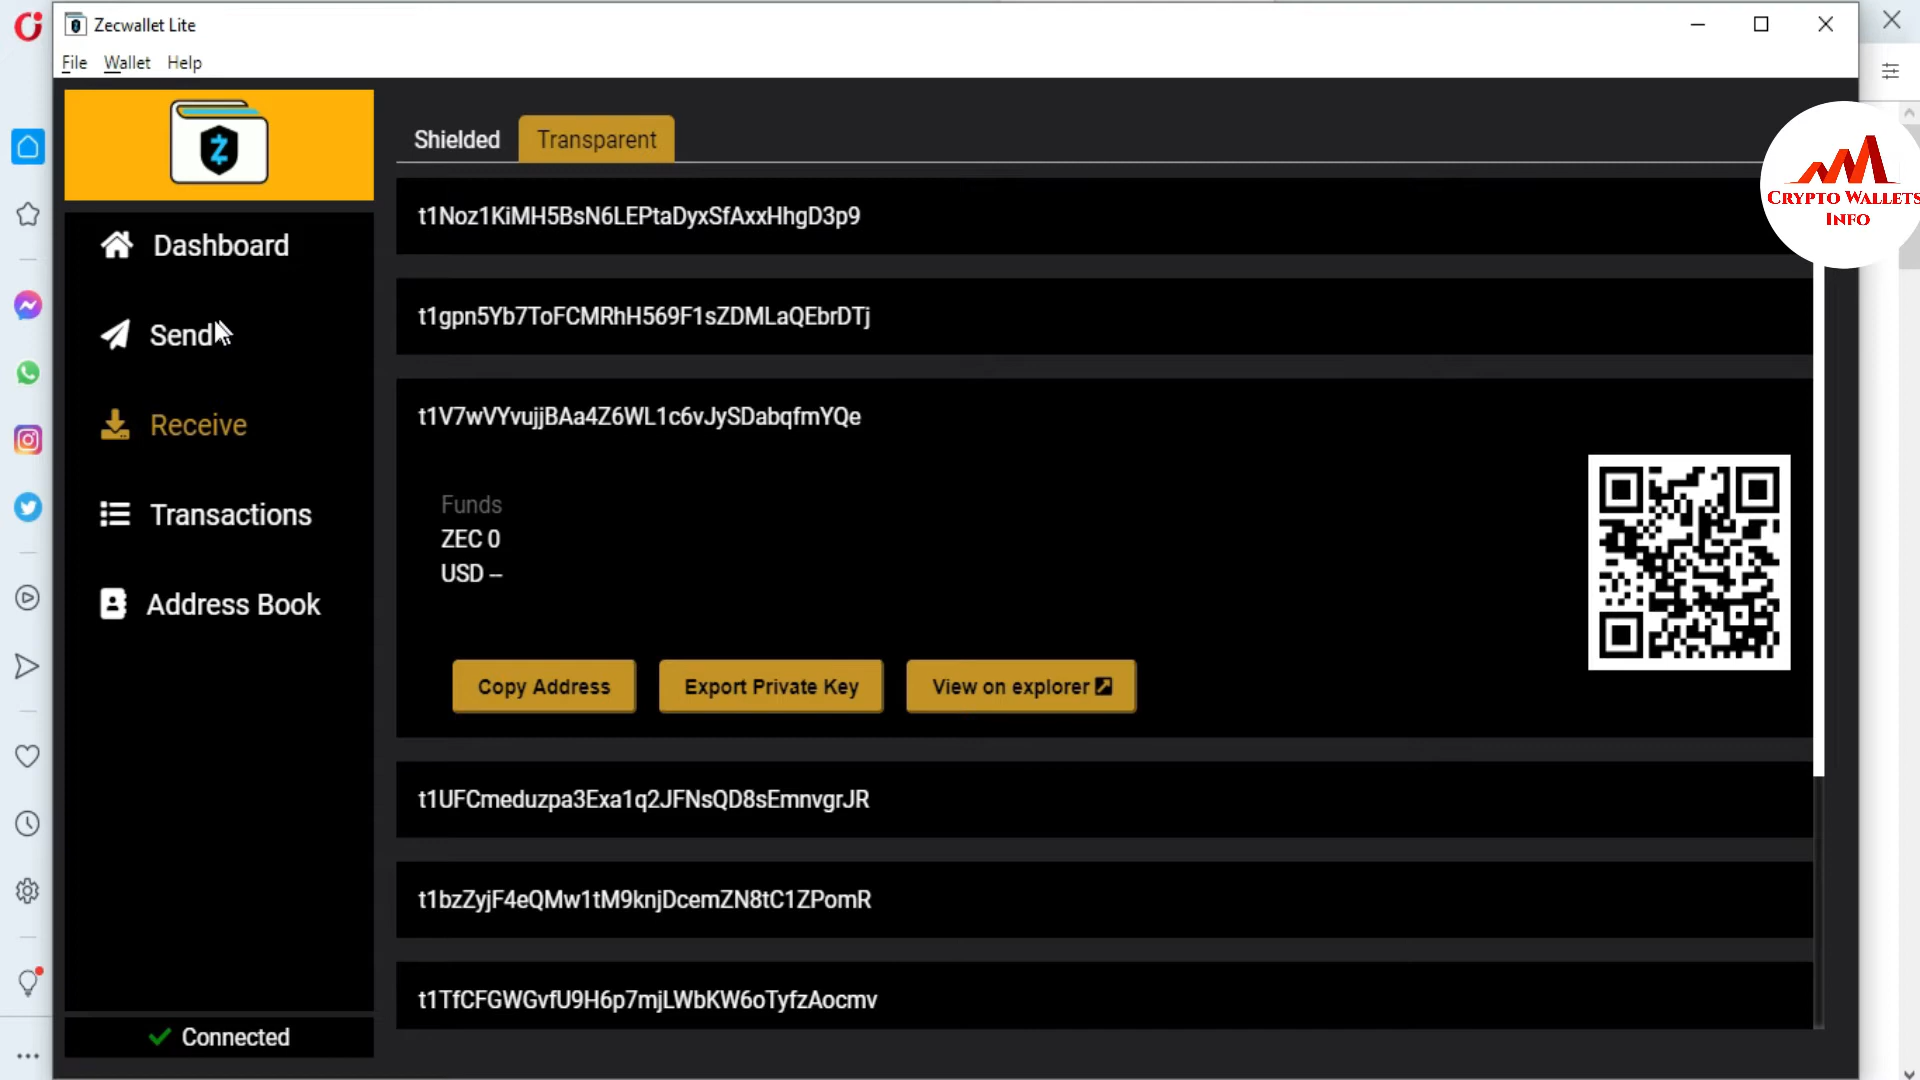 Zecwallet Lite
File Wallet Help
Shielded Transparent
CRYPTO WALLETS
INFO
t1Noz1KiMH5BsN6LEPtaDyxSfAxxHhgD3p9
Dashboard
t1gpn5Yb7ToFCMRhH569F1sZDMLaQEbrDTj
Send
t1V7wVYvujjBAa4Z6WL1c6vJySDabqfmYQe
Receive
Funds
ZEC 0
USD --
Transactions
Address Book
Copy Address Export Private Key View on explorer
t1UFCmeduzpa3Exa1q2JFNsQD8sEmnvgrJR
t1bzZyjF4eQMw1tM9knjDcemZN8tC1ZPomR
t1TfCFGWGvfU9H6p7mjLWbKW6oTyfzAocmv
Connected